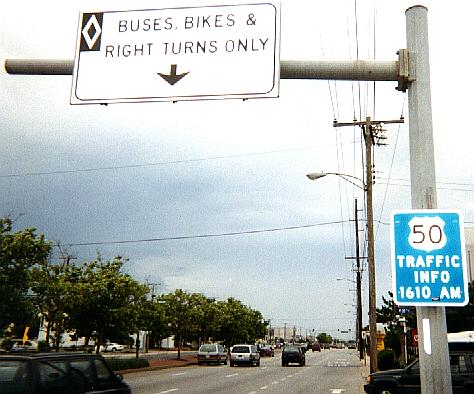 BUSES, BIKES &
RIGHT TURNS ONLY
50
TRAFFIC
INFO
1610 AM